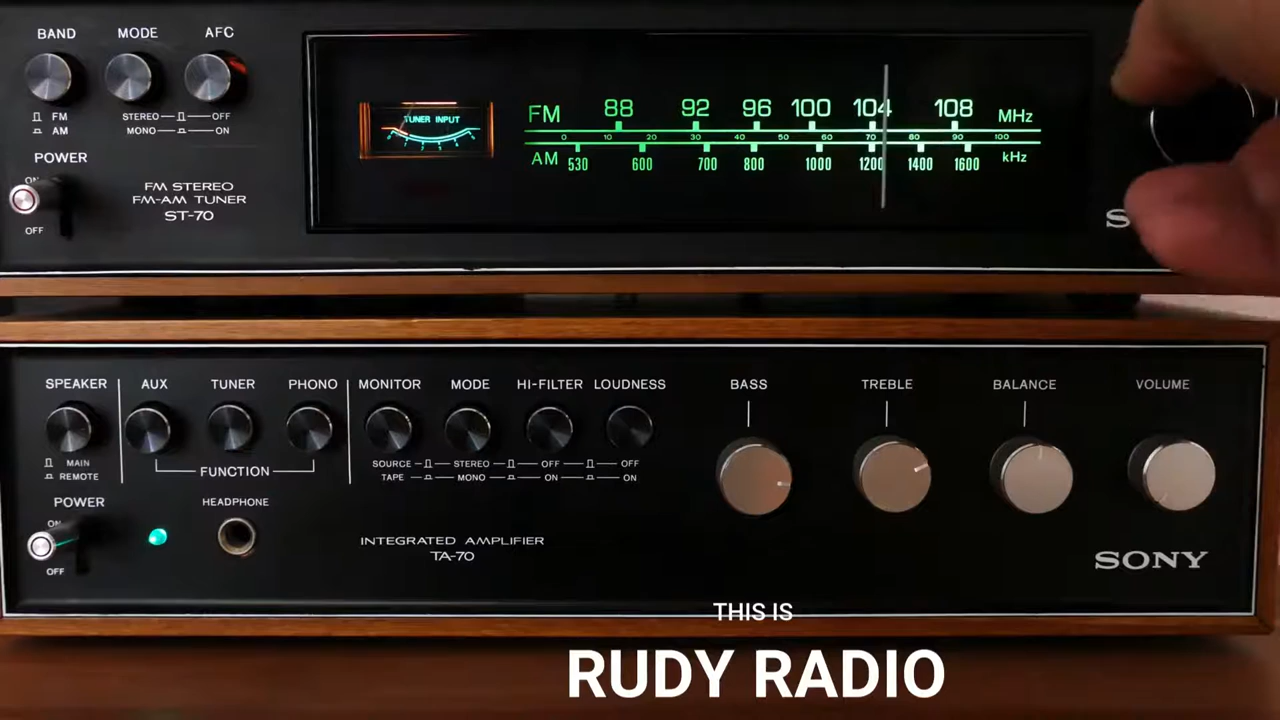 BAND MODE AFC
FM
AM
STEREO OFF
MONO ON
POWER
ON
OFF
FM STEREO
FM-AM TUNER
ST-70
TUNER INPUT
FM 88 92 96 100 104 108 MHz
0 10 20 30 40 50 60 70 80 90 100
AM 530 600 700 800 1000 1200 1400 1600 kHz
SPEAKER AUX TUNER PHONO MONITOR MODE HI-FILTER LOUDNESS BASS TREBLE BALANCE VOLUME
MAIN
REMOTE
FUNCTION
SOURCE STEREO OFF OFF
TAPE MONO ON ON
POWER
ON
OFF
HEADPHONE
INTEGRATED AMPLIFIER
TA-70
SONY
THIS IS
RUDY RADIO